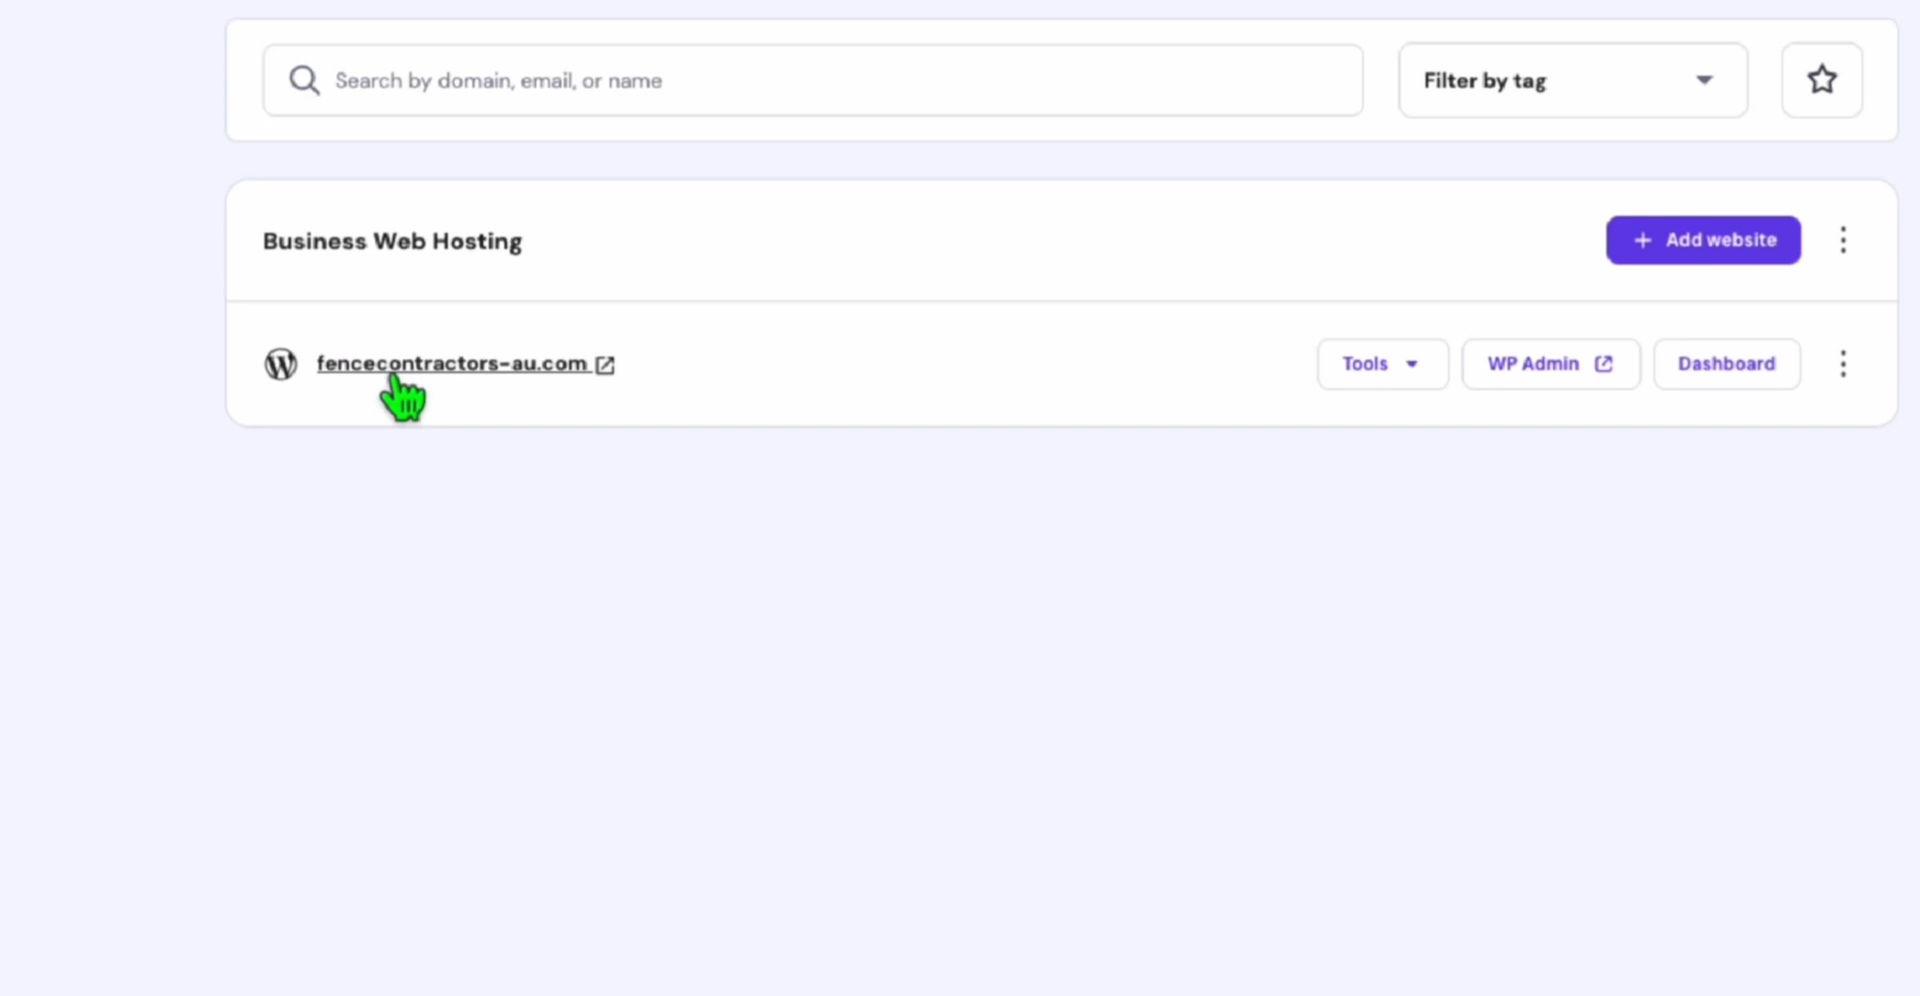 Search by domain, email, or name
Filter by tag
Business Web Hosting
Add website
fencecontractors-au.com
Tools
WP Admin
Dashboard